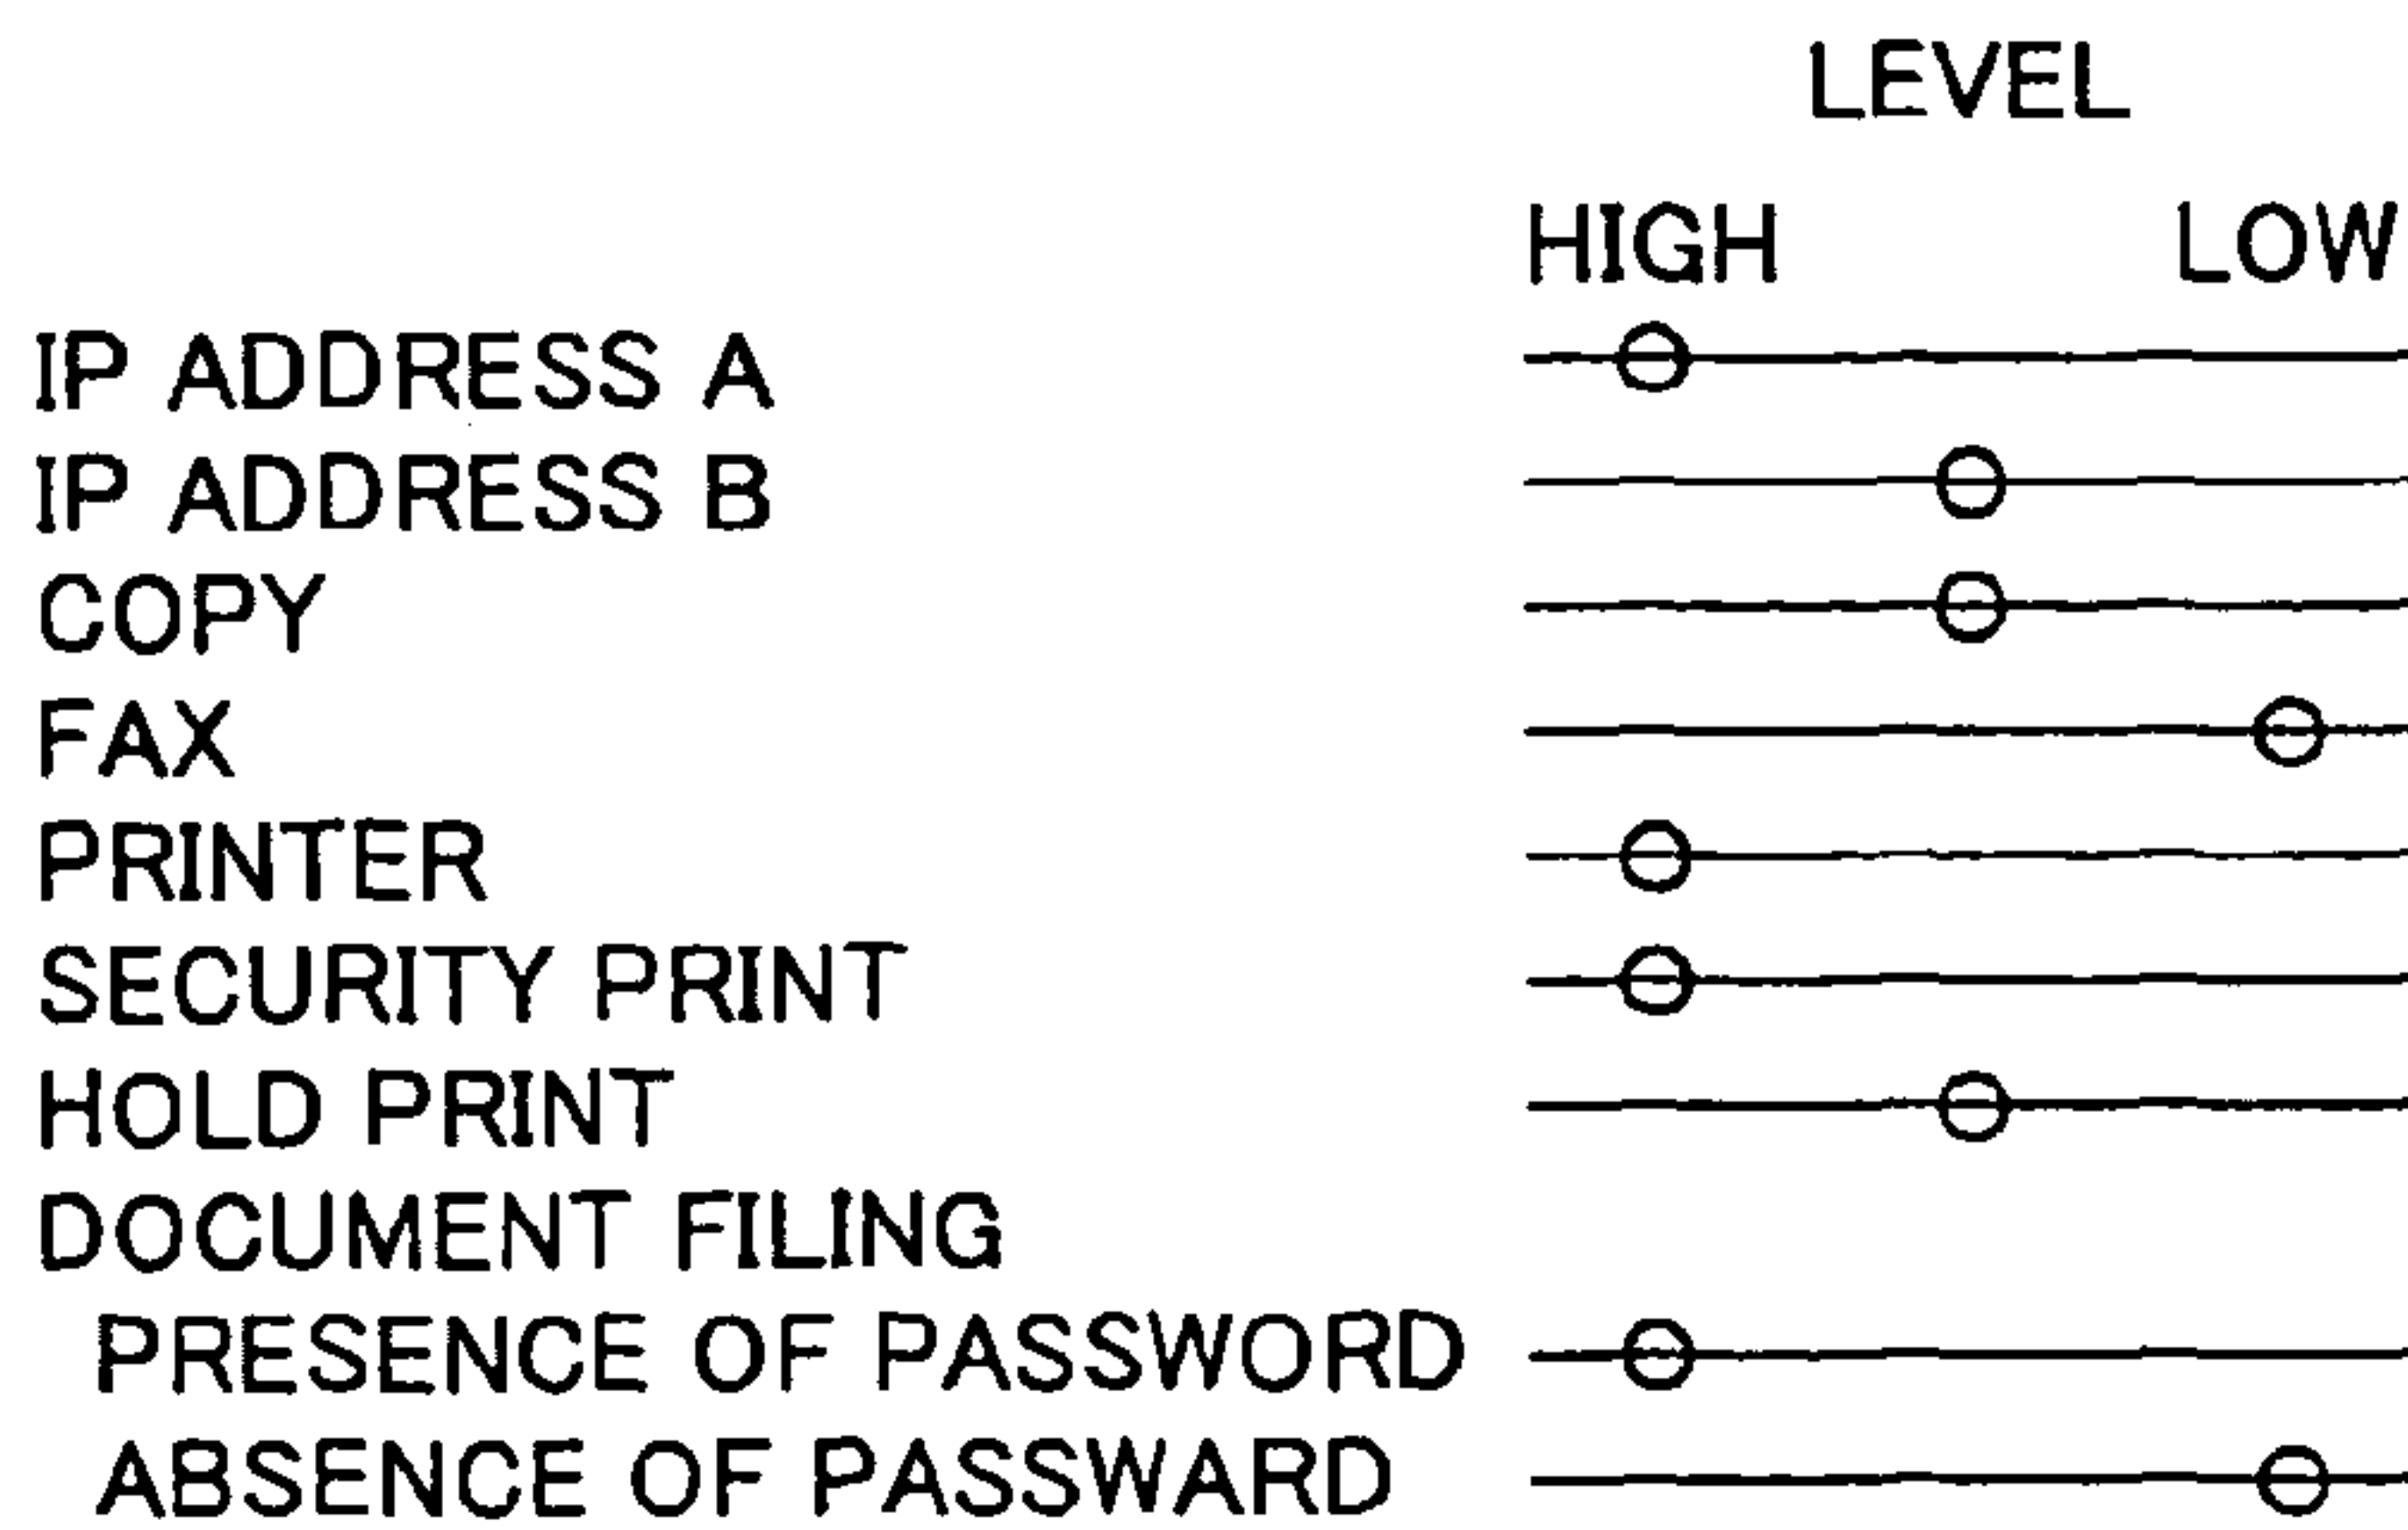 LEVEL
HIGH LOW
IP ADDRESS A
IP ADDRESS B
COPY
FAX
PRINTER
SECURITY PRINT
HOLD PRINT
DOCUMENT FILING
PRESENCE OF PASSWORD
ABSENCE OF PASSWARD